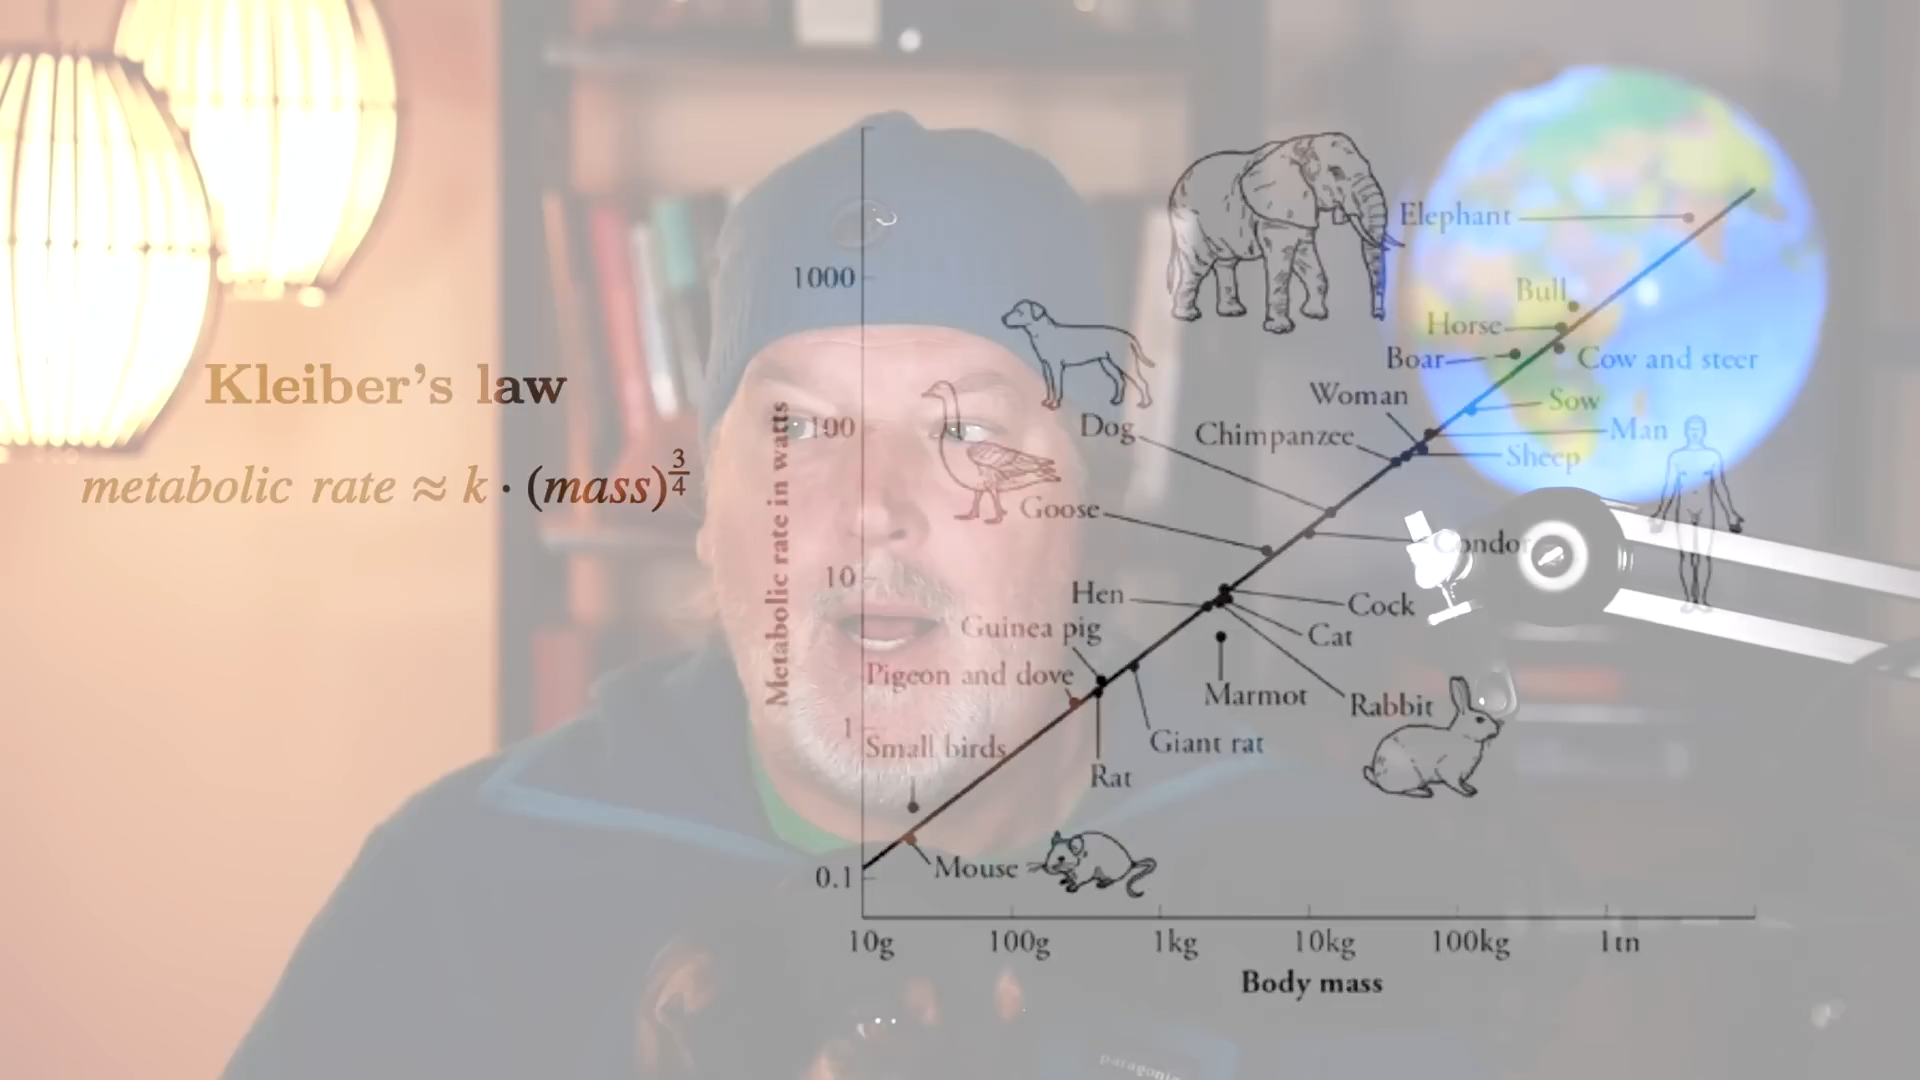 Kleiber's law
metabolic rate ≈ k · (mass)^3/4
Metabolic rate in watts
1000
100
10
1
0.1
Elephant
Bull
Horse
Boar
Cow and steer
Woman
Sow
Dog
Chimpanzee
Man
Sheep
Goose
Condor
Hen
Cock
Guinea pig
Cat
Pigeon and dove
Marmot
Rabbit
Small birds
Giant rat
Rat
Mouse
10g 100g 1kg 10kg 100kg 1tn
Body mass